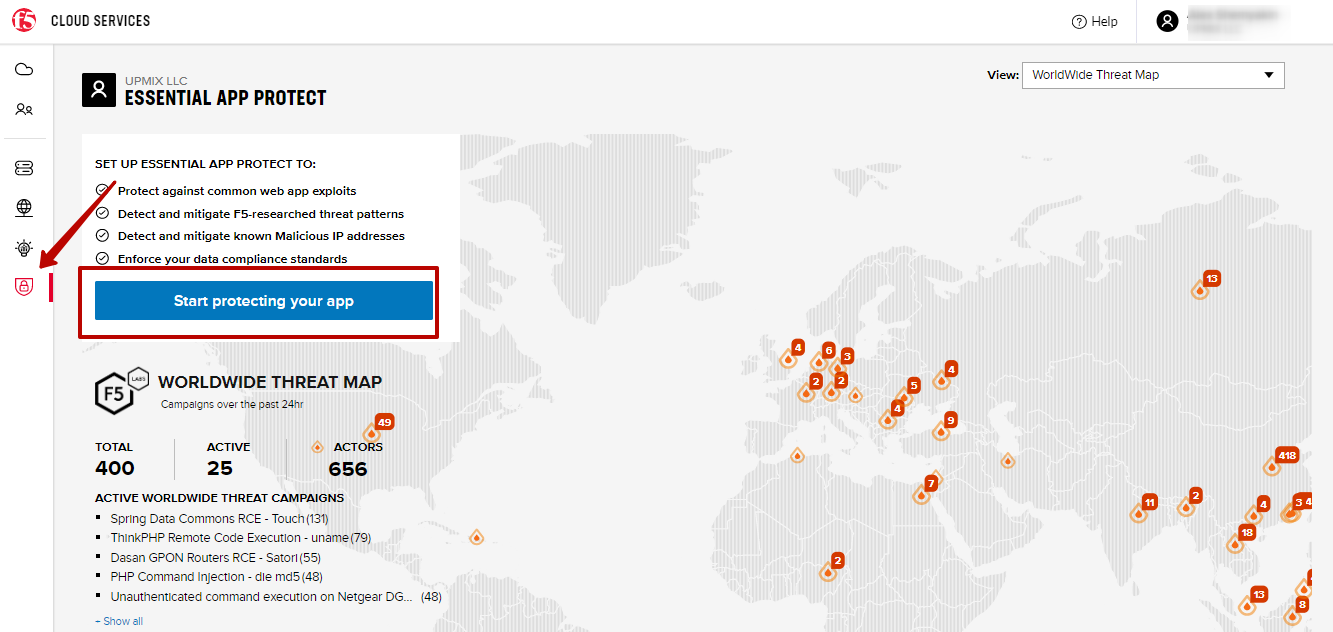 f5 CLOUD SERVICES
Help
UPMIX LLC
ESSENTIAL APP PROTECT
View: WorldWide Threat Map
SET UP ESSENTIAL APP PROTECT TO:
Protect against common web app exploits
Detect and mitigate F5-researched threat patterns
Detect and mitigate known Malicious IP addresses
Enforce your data compliance standards
Start protecting your app
F5 LABS
WORLDWIDE THREAT MAP
Campaigns over the past 24hr
TOTAL
400
ACTIVE
25
ACTORS
656
ACTIVE WORLDWIDE THREAT CAMPAIGNS
Spring Data Commons RCE - Touch (131)
ThinkPHP Remote Code Execution - uname (79)
Dasan GPON Routers RCE - Satori (55)
PHP Command Injection - die md5 (48)
Unauthenticated command execution on Netgear DG... (48)
- Show all
13
4
6
3
4
2
2
5
4
9
49
418
7
11
2
4
3
4
18
2
13
8